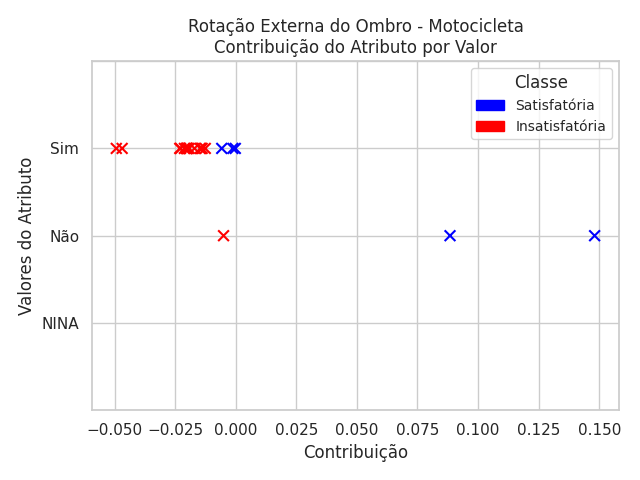 Rotação Externa do Ombro - Motocicleta
Contribuição do Atributo por Valor
Classe
Satisfatória
Insatisfatória
Valores do Atributo
Sim
Não
NINA
−0.050 −0.025 0.000 0.025 0.050 0.075 0.100 0.125 0.150
Contribuição